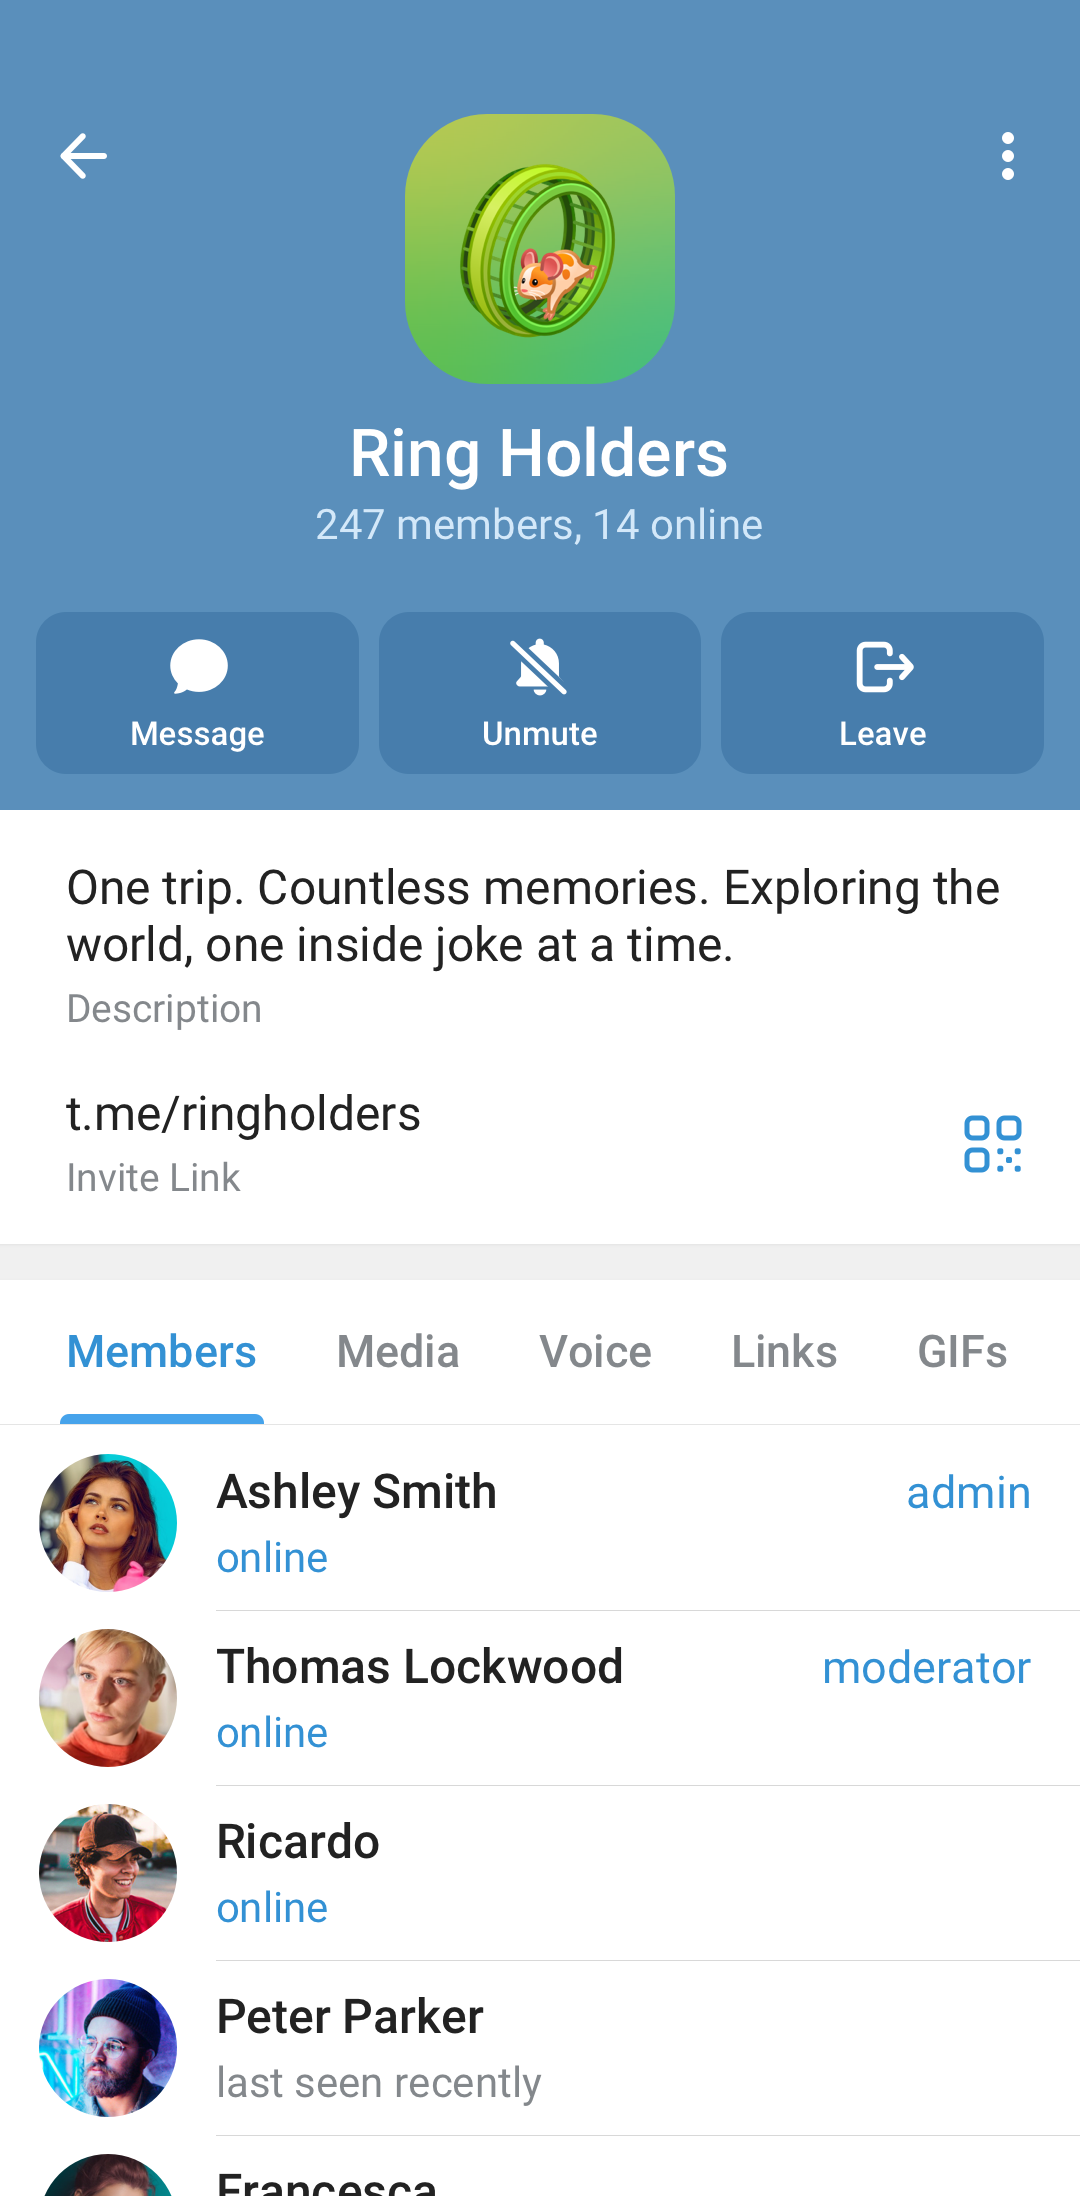 Ring Holders
247 members, 14 online
Message
Unmute
Leave
One trip. Countless memories. Exploring the
world, one inside joke at a time.
Description
t.me/ringholders
Invite Link
Members
Media
Voice
Links
GIFs
Ashley Smith
admin
online
Thomas Lockwood
moderator
online
Ricardo
online
Peter Parker
last seen recently
Francesca